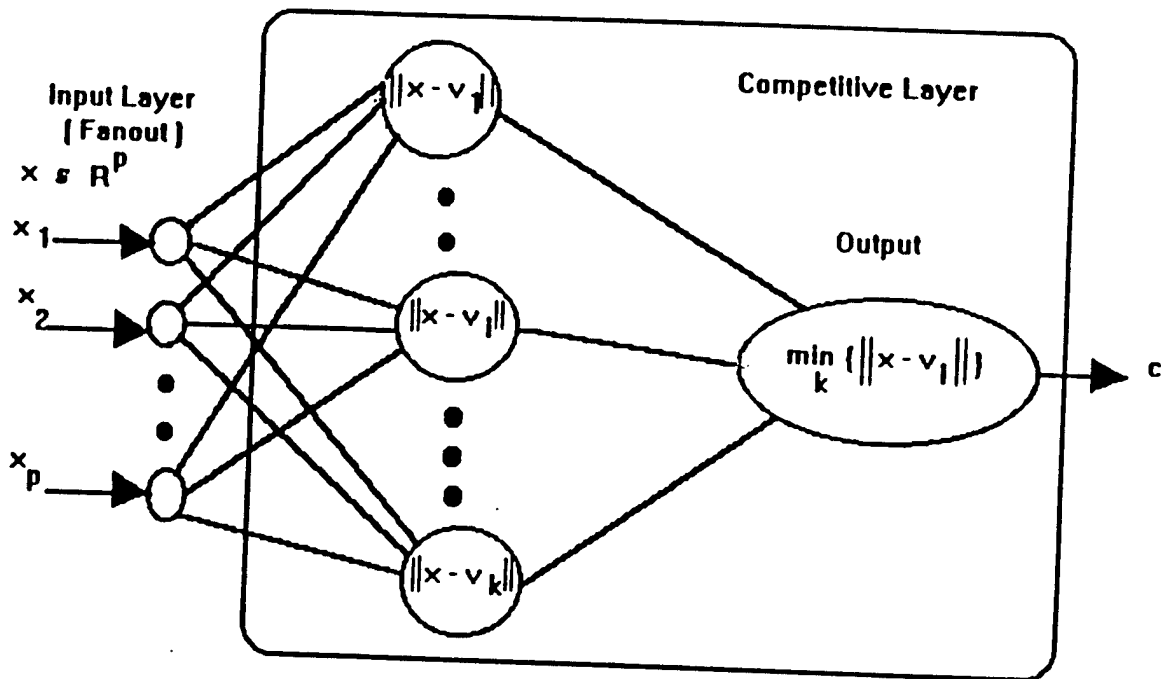 Input Layer
(Fanout)
x ε R^p
x_1
x_2
x_p
||x - v_1||
||x - v_i||
||x - v_k||
Competitive Layer
Output
min_k {||x - v_i||}
c